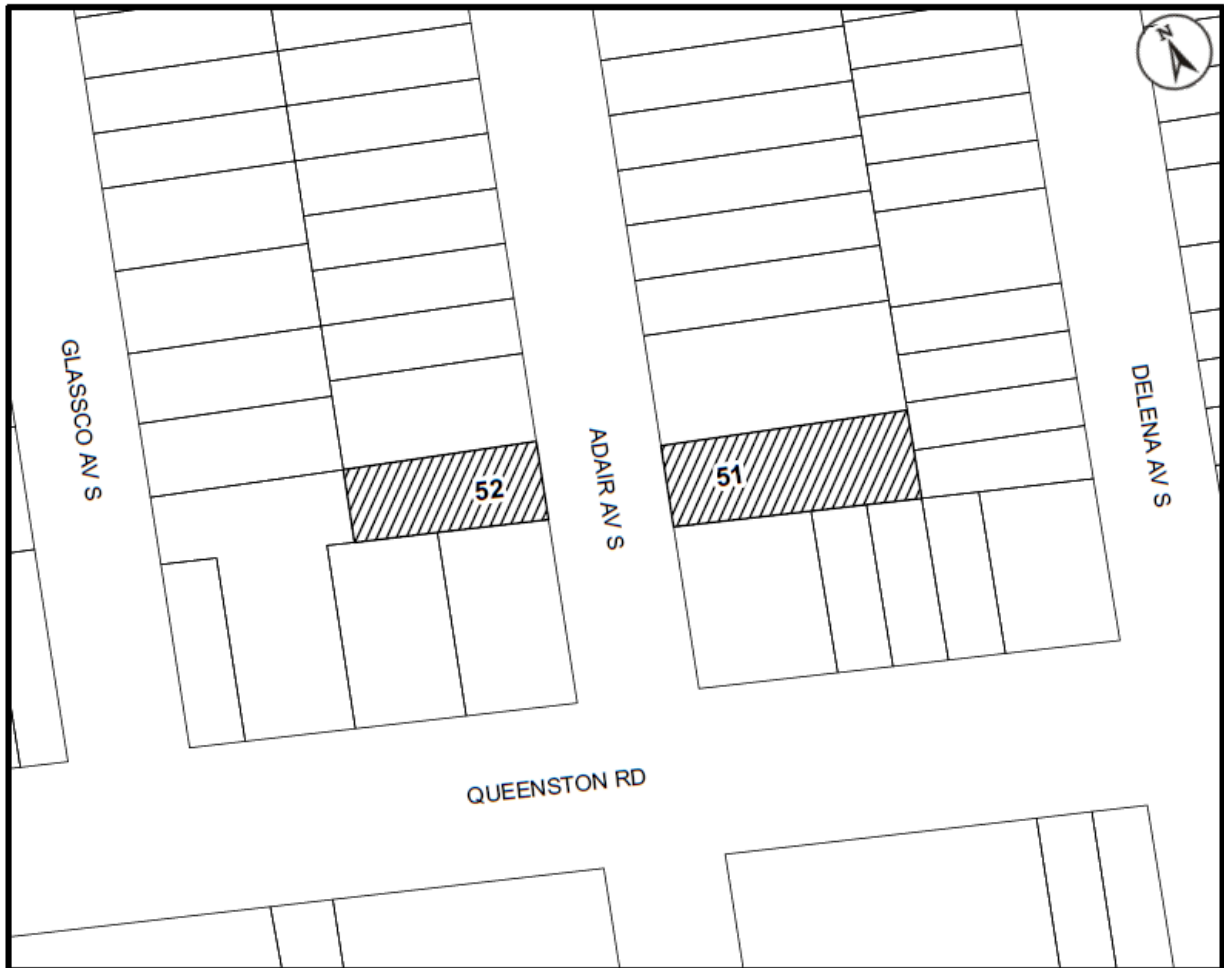 N
GLASSCO AV S
ADAIR AV S
DELENA AV S
52
51
QUEENSTON RD